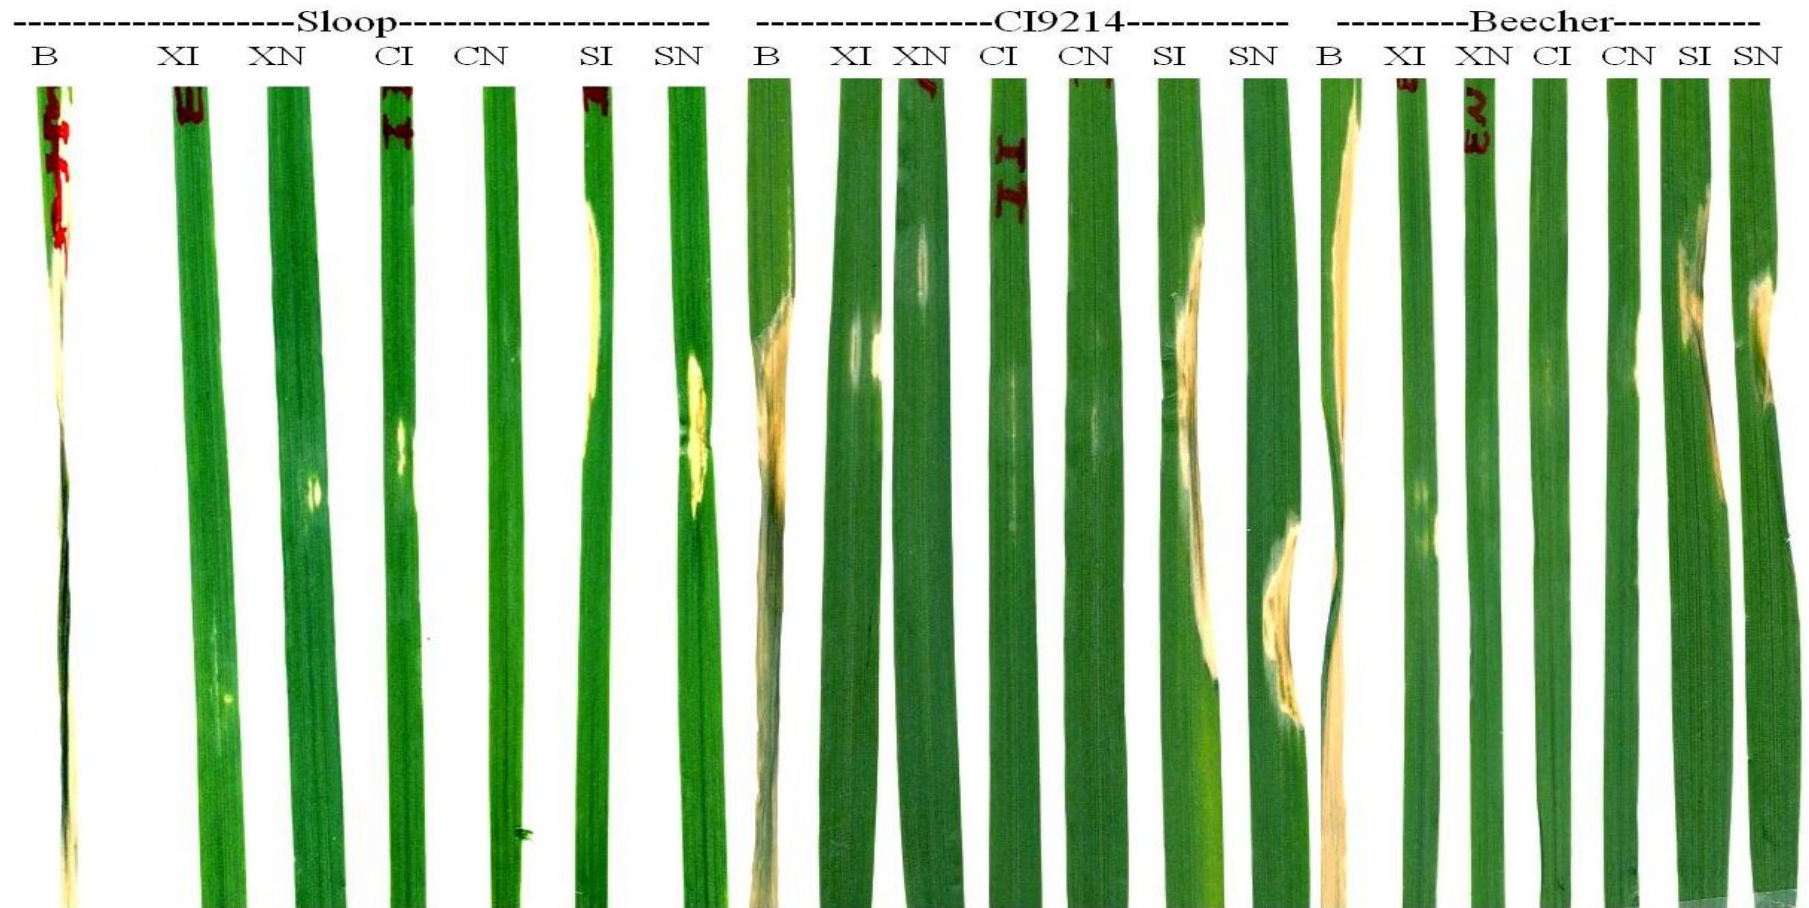 --------------------Sloop----------------------
-----------------CI9214------------
---------Beecher----------
B XI XN CI CN SI SN B XI XN CI CN SI SN B XI XN CI CN SI SN
EN
I
I